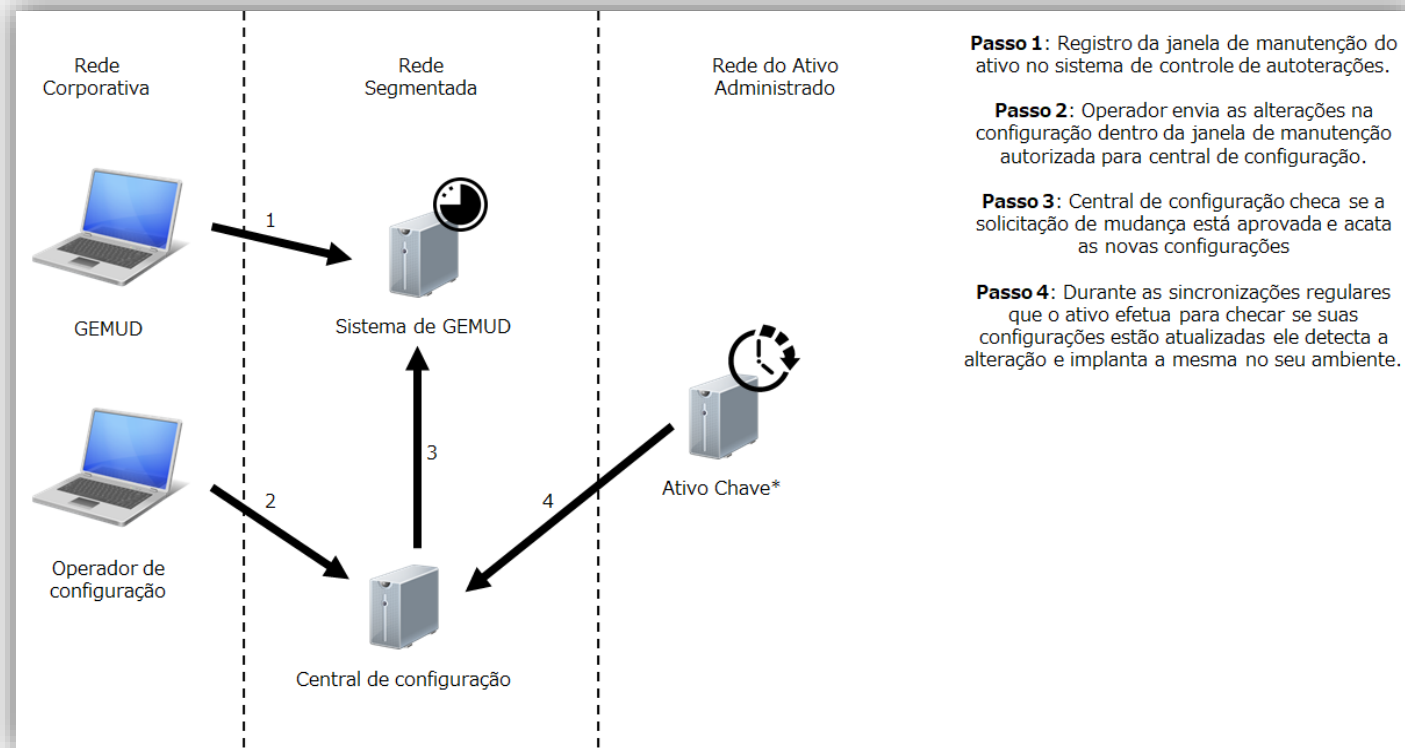 Rede
Corporativa
Rede
Segmentada
Rede do Ativo
Administrado
1
GEMUD
Sistema de GEMUD
2
3
4
Ativo Chave*
Operador de
configuração
Central de configuração
Passo 1: Registro da janela de manutenção do
ativo no sistema de controle de autoterações.
Passo 2: Operador envia as alterações na
configuração dentro da janela de manutenção
autorizada para central de configuração.
Passo 3: Central de configuração checa se a
solicitação de mudança está aprovada e acata
as novas configurações
Passo 4: Durante as sincronizações regulares
que o ativo efetua para checar se suas
configurações estão atualizadas ele detecta a
alteração e implanta a mesma no seu ambiente.